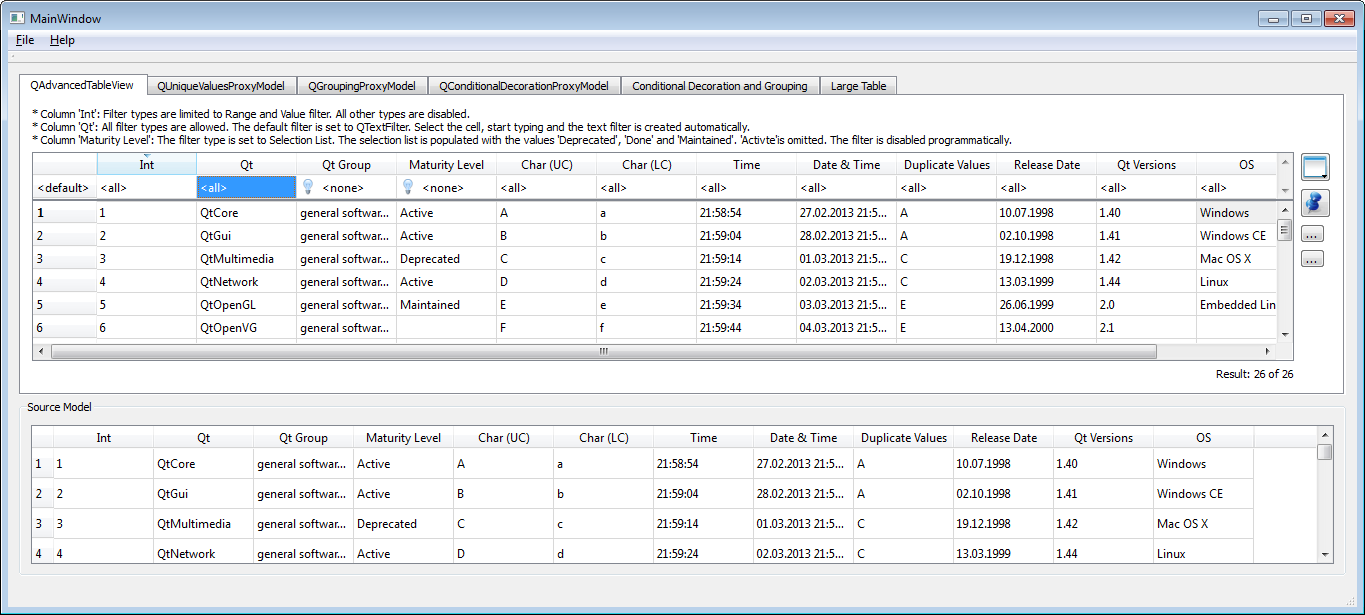 MainWindow
File Help
QAdvancedTableView QUniqueValuesProxyModel QGroupingProxyModel QConditionalDecorationProxyModel Conditional Decoration and Grouping Large Table
* Column 'Int': Filter types are limited to Range and Value filter. All other types are disabled.
* Column 'Qt': All filter types are allowed. The default filter is set to QTextFilter. Select the cell, start typing and the text filter is created automatically.
* Column 'Maturity Level': The filter type is set to Selection List. The selection list is populated with the values 'Deprecated', 'Done' and 'Maintained'. 'Activte'is omitted. The filter is disabled programmatically.
Int Qt Qt Group Maturity Level Char (UC) Char (LC) Time Date & Time Duplicate Values Release Date Qt Versions OS
<default> <all> <all> <none> <none> <all> <all> <all> <all> <all> <all> <all> <all>
1 1 QtCore general softwar... Active A a 21:58:54 27.02.2013 21:5... A 10.07.1998 1.40 Windows
2 2 QtGui general softwar... Active B b 21:59:04 28.02.2013 21:5... A 02.10.1998 1.41 Windows CE
...
3 3 QtMultimedia general softwar... Deprecated C c 21:59:14 01.03.2013 21:5... C 19.12.1998 1.42 Mac OS X
...
4 4 QtNetwork general softwar... Active D d 21:59:24 02.03.2013 21:5... C 13.03.1999 1.44 Linux
5 5 QtOpenGL general softwar... Maintained E e 21:59:34 03.03.2013 21:5... E 26.06.1999 2.0 Embedded Lin
6 6 QtOpenVG general softwar... F f 21:59:44 04.03.2013 21:5... E 13.04.2000 2.1
Result: 26 of 26
Source Model
Int Qt Qt Group Maturity Level Char (UC) Char (LC) Time Date & Time Duplicate Values Release Date Qt Versions OS
1 1 QtCore general softwar... Active A a 21:58:54 27.02.2013 21:5... A 10.07.1998 1.40 Windows
2 2 QtGui general softwar... Active B b 21:59:04 28.02.2013 21:5... A 02.10.1998 1.41 Windows CE
3 3 QtMultimedia general softwar... Deprecated C c 21:59:14 01.03.2013 21:5... C 19.12.1998 1.42 Mac OS X
4 4 QtNetwork general softwar... Active D d 21:59:24 02.03.2013 21:5... C 13.03.1999 1.44 Linux